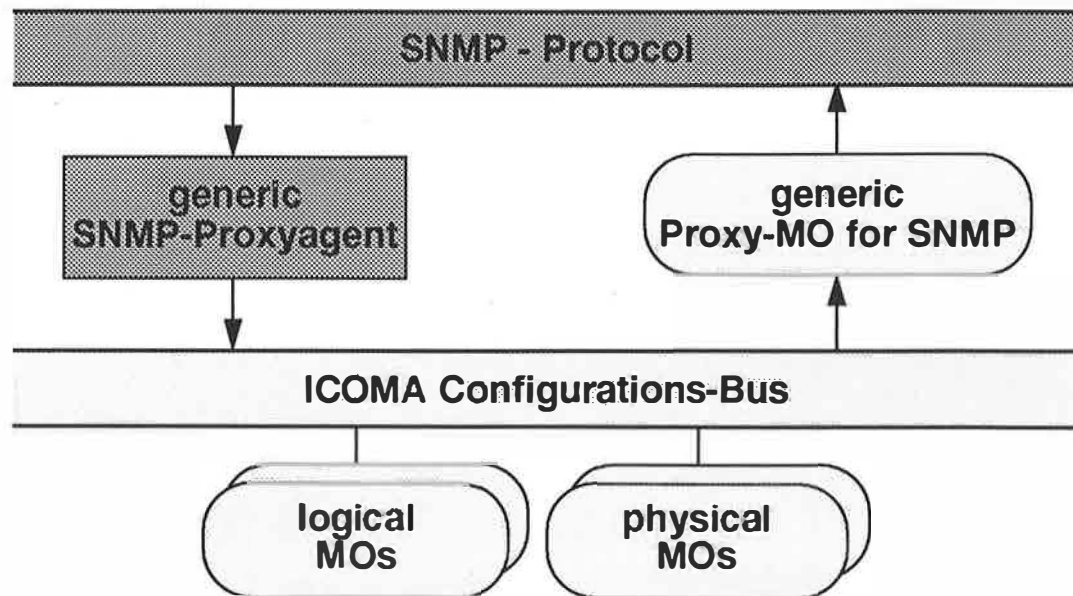 SNMP - Protocol
generic
SNMP-Proxyagent
generic
Proxy-MO for SNMP
ICOMA Configurations-Bus
logical
MOs
physical
MOs